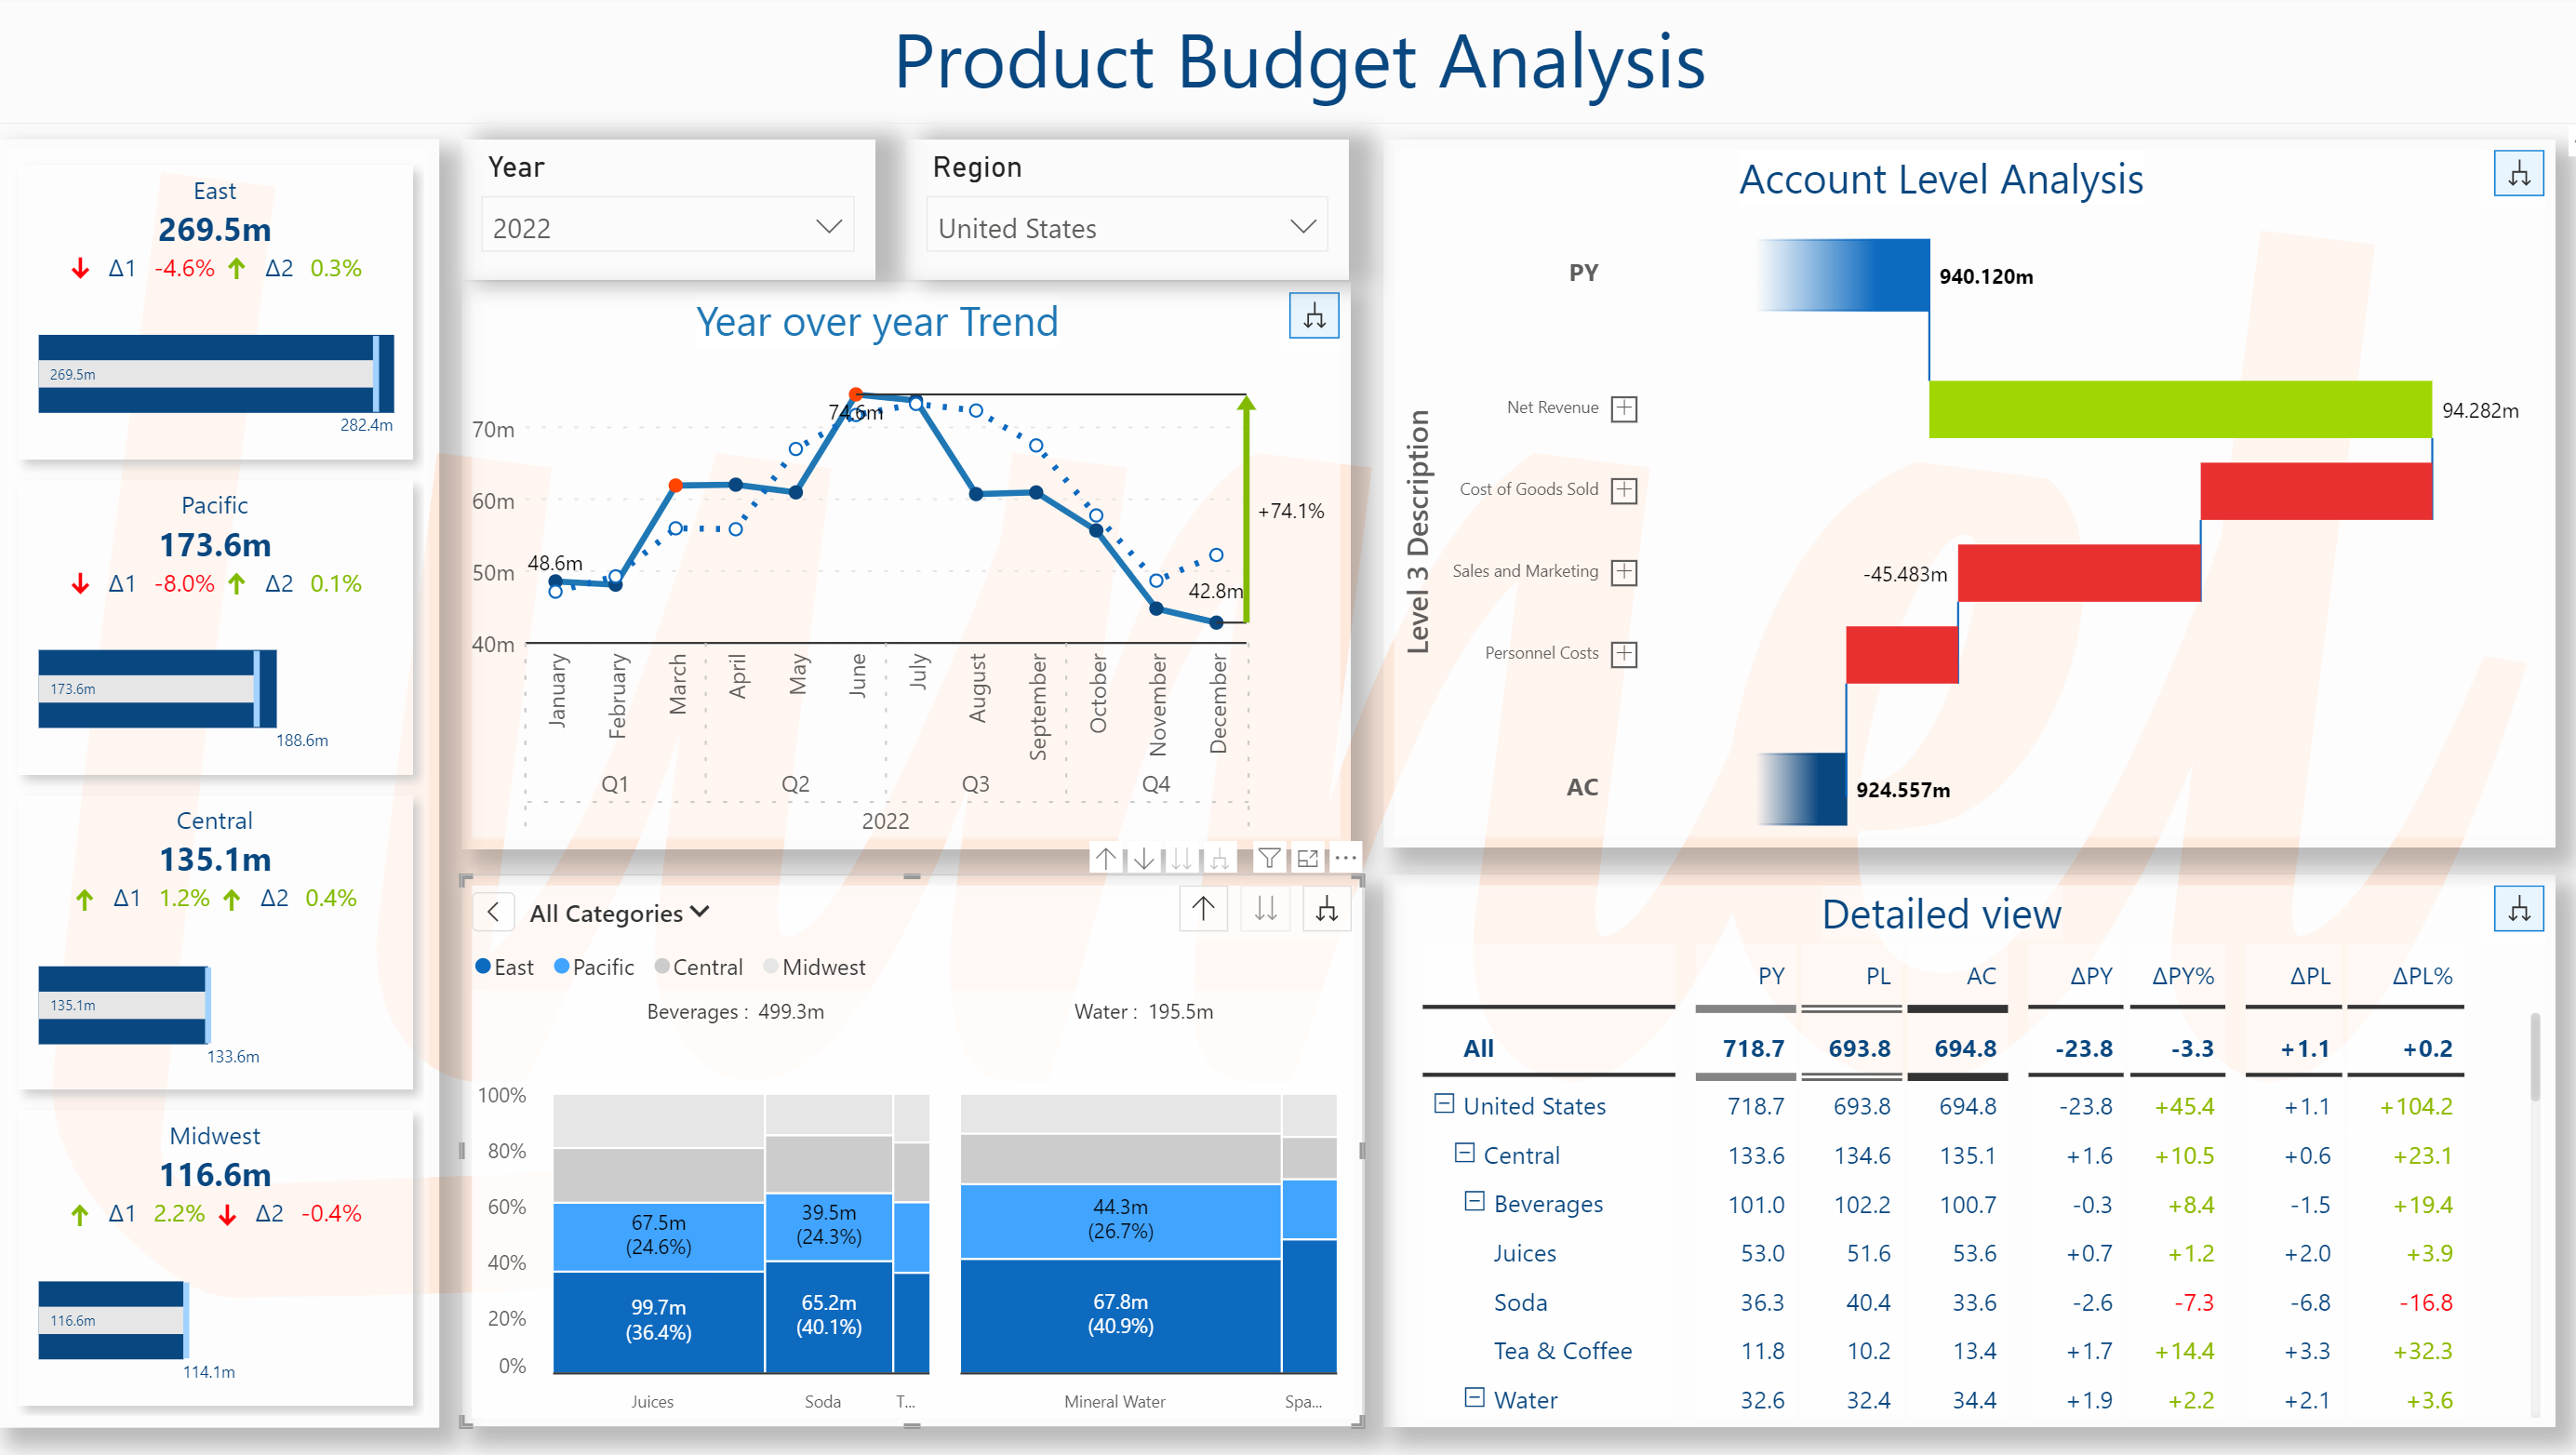 Product Budget Analysis
East
269.5m
Δ1 -4.6% Δ2 0.3%
269.5m
282.4m
Pacific
173.6m
Δ1 -8.0% Δ2 0.1%
173.6m
188.6m
Central
135.1m
Δ1 1.2% Δ2 0.4%
135.1m
133.6m
Midwest
116.6m
Δ1 2.2% Δ2 -0.4%
116.6m
114.1m
Year
2022
Region
United States
Year over year Trend
70m
60m
50m
40m
48.6m
74.6m
42.8m
+74.1%
January
February
March
April
May
June
July
August
September
October
November
December
Q1 Q2 Q3 Q4
2022
All Categories
East Pacific Central Midwest
Beverages : 499.3m Water : 195.5m
100%
80%
60%
40%
20%
0%
67.5m
(24.6%)
99.7m
(36.4%)
39.5m
(24.3%)
65.2m
(40.1%)
44.3m
(26.7%)
67.8m
(40.9%)
Juices Soda T... Mineral Water Spa...
Account Level Analysis
Level 3 Description
PY
940.120m
Net Revenue
94.282m
Cost of Goods Sold
Sales and Marketing
-45.483m
Personnel Costs
AC
924.557m
Detailed view
PY PL AC ΔPY ΔPY% ΔPL ΔPL%
All 718.7 693.8 694.8 -23.8 -3.3 +1.1 +0.2
United States 718.7 693.8 694.8 -23.8 +45.4 +1.1 +104.2
Central 133.6 134.6 135.1 +1.6 +10.5 +0.6 +23.1
Beverages 101.0 102.2 100.7 -0.3 +8.4 -1.5 +19.4
Juices 53.0 51.6 53.6 +0.7 +1.2 +2.0 +3.9
Soda 36.3 40.4 33.6 -2.6 -7.3 -6.8 -16.8
Tea & Coffee 11.8 10.2 13.4 +1.7 +14.4 +3.3 +32.3
Water 32.6 32.4 34.4 +1.9 +2.2 +2.1 +3.6